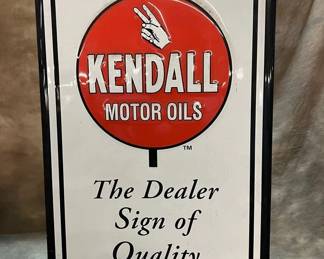 KENDALL
MOTOR OILS
™
The Dealer
Sign of
Quality